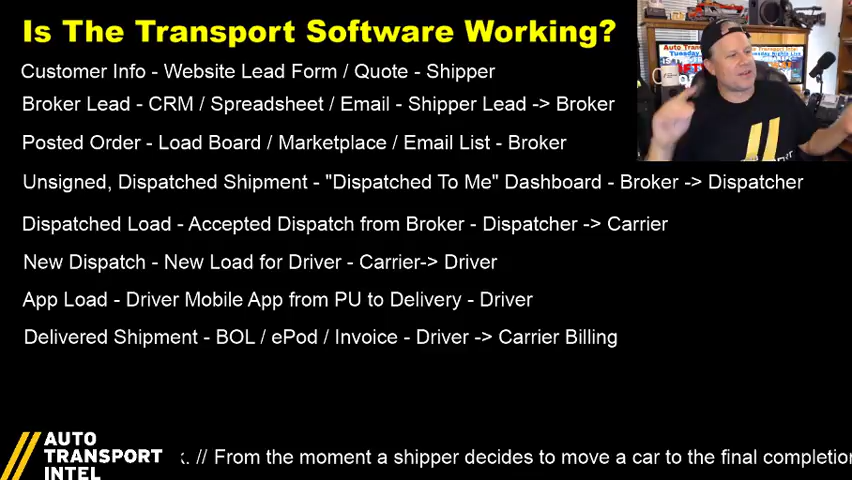 Is The Transport Software Working?
Customer Info - Website Lead Form / Quote - Shipper
Broker Lead - CRM / Spreadsheet / Email - Shipper Lead -> Broker
Posted Order - Load Board / Marketplace / Email List - Broker
Unsigned, Dispatched Shipment - "Dispatched To Me" Dashboard - Broker -> Dispatcher
Dispatched Load - Accepted Dispatch from Broker - Dispatcher -> Carrier
New Dispatch - New Load for Driver - Carrier-> Driver
App Load - Driver Mobile App from PU to Delivery - Driver
Delivered Shipment - BOL / ePod / Invoice - Driver -> Carrier Billing
AUTO
TRANSPORT
INTEL
. // From the moment a shipper decides to move a car to the final completion